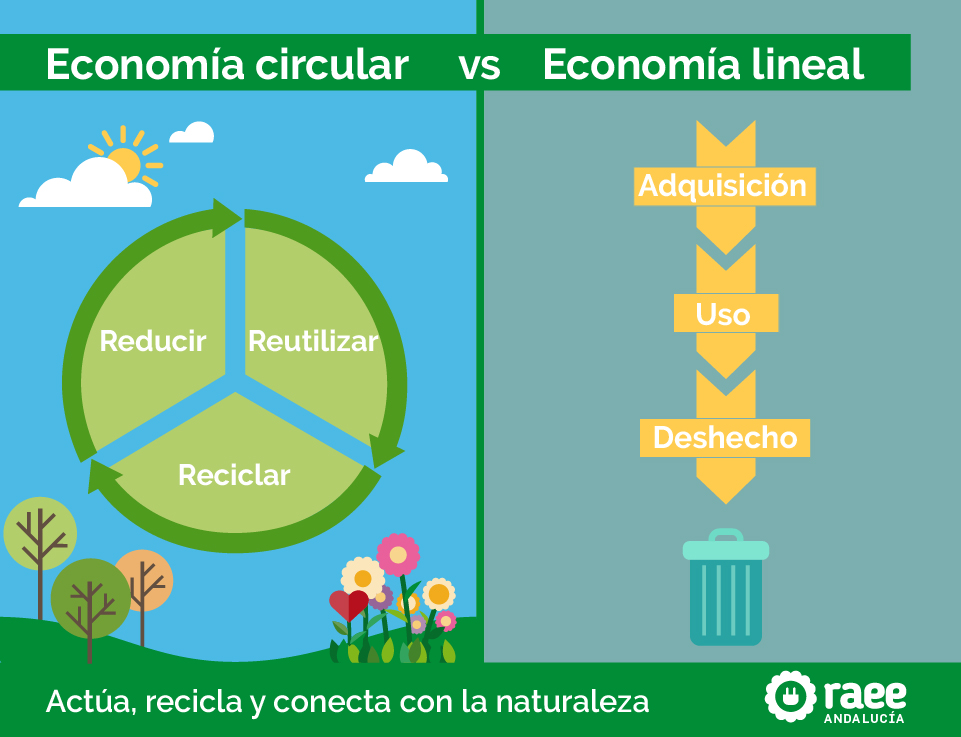 Economía circular vs Economía lineal
Reducir
Reutilizar
Reciclar
Adquisición
Uso
Deshecho
Actúa, recicla y conecta con la naturaleza
raee
ANDALUCÍA